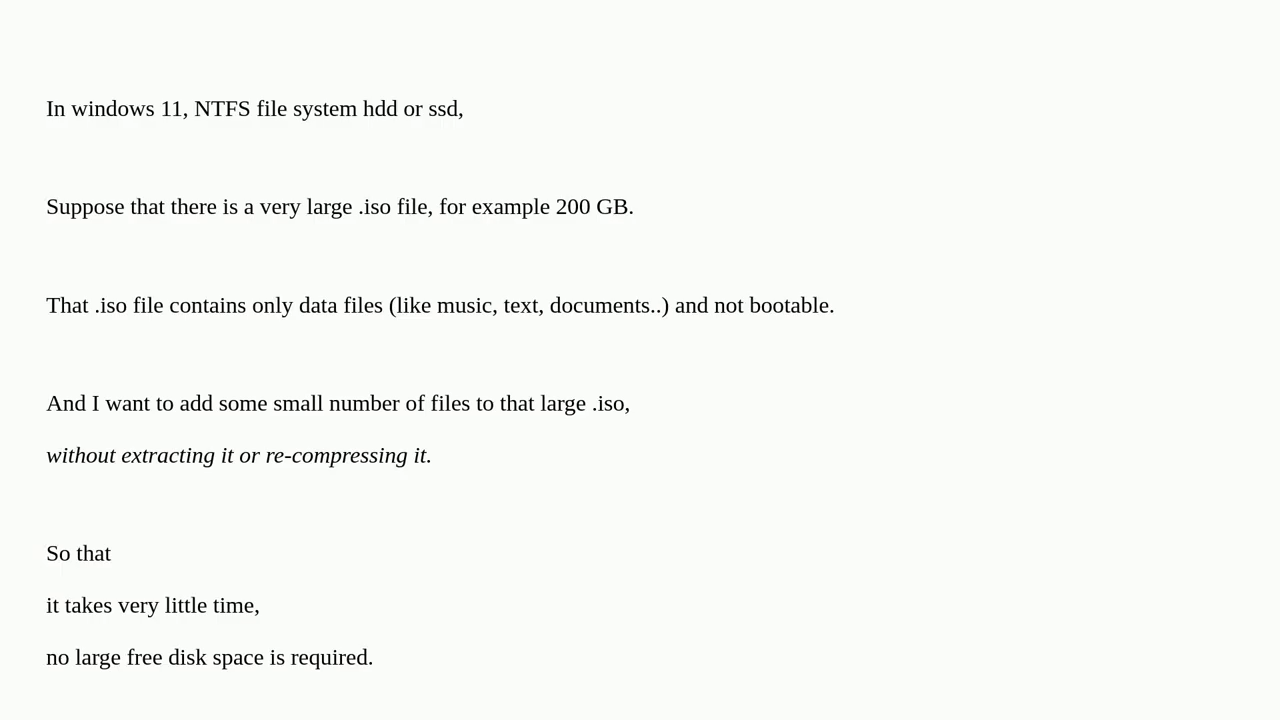 In windows 11, NTFS file system hdd or ssd,
Suppose that there is a very large .iso file, for example 200 GB.
That .iso file contains only data files (like music, text, documents..) and not bootable.
And I want to add some small number of files to that large .iso,
without extracting it or re-compressing it.
So that
it takes very little time,
no large free disk space is required.